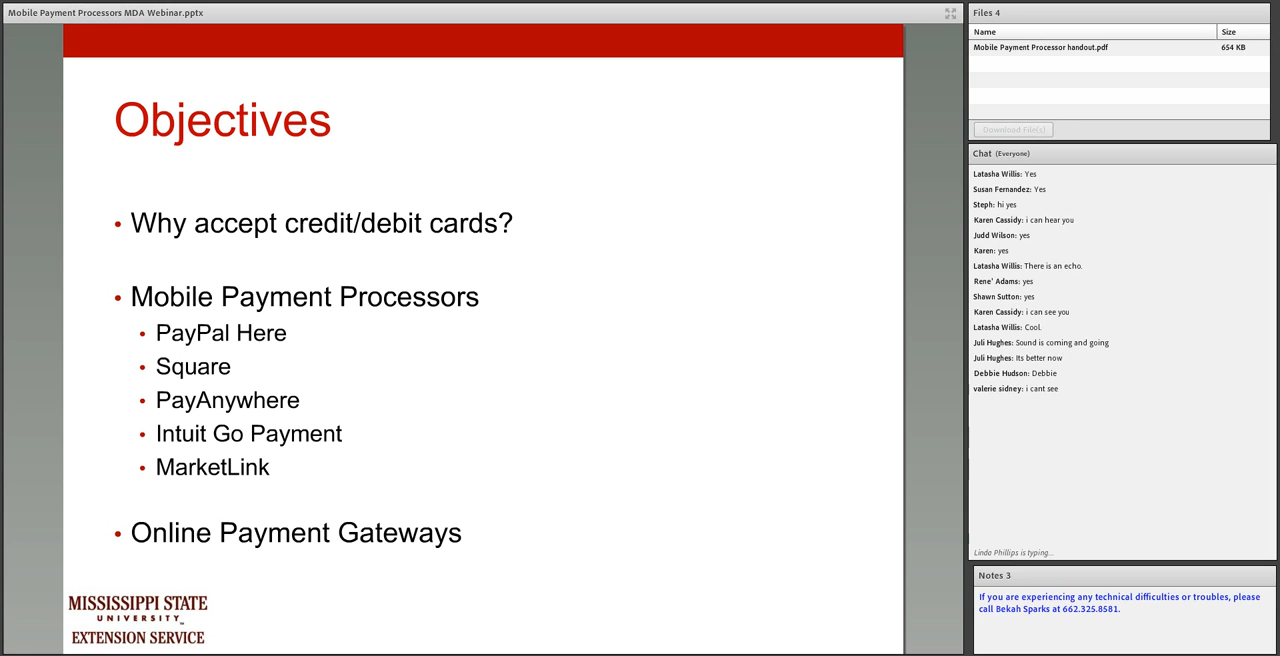 Mobile Payment Processors MDA Webinar.pptx
Objectives
• Why accept credit/debit cards?
• Mobile Payment Processors
• PayPal Here
• Square
• PayAnywhere
• Intuit Go Payment
• MarketLink
• Online Payment Gateways
MISSISSIPPI STATE
UNIVERSITY™
EXTENSION SERVICE
Files 4
Name Size
Mobile Payment Processor handout.pdf 654 KB
Download File(s)
Chat (Everyone)
Latasha Willis: Yes
Susan Fernandez: Yes
Steph: hi yes
Karen Cassidy: i can hear you
Judd Wilson: yes
Karen: yes
Latasha Willis: There is an echo.
Rene' Adams: yes
Shawn Sutton: yes
Karen Cassidy: i can see you
Latasha Willis: Cool.
Juli Hughes: Sound is coming and going
Juli Hughes: Its better now
Debbie Hudson: Debbie
valerie sidney: i cant see
Linda Phillips is typing...
Notes 3
If you are experiencing any technical difficulties or troubles, please
call Bekah Sparks at 662.325.8581.